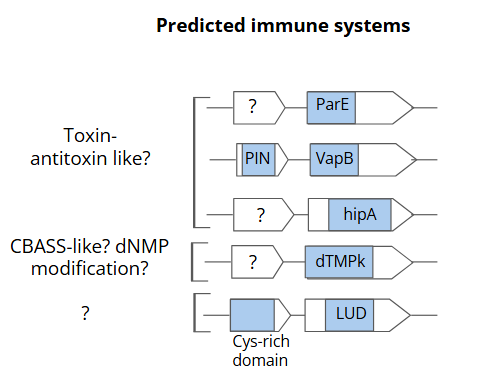 Predicted immune systems
Toxin-
antitoxin like?
? ParE
PIN VapB
? hipA
CBASS-like? dNMP
modification?
? dTMPk
? LUD
Cys-rich
domain